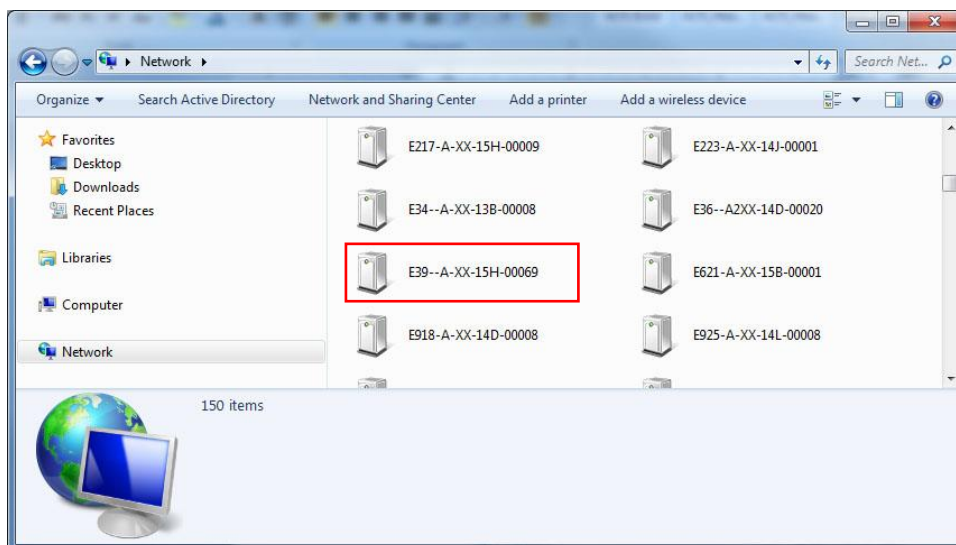 Network
Search Net...
Organize
Search Active Directory
Network and Sharing Center
Add a printer
Add a wireless device
Favorites
Desktop
Downloads
Recent Places
Libraries
Computer
Network
E217-A-XX-15H-00009
E223-A-XX-14J-00001
E34--A-XX-13B-00008
E36--A2XX-14D-00020
E39--A-XX-15H-00069
E621-A-XX-15B-00001
E918-A-XX-14D-00008
E925-A-XX-14L-00008
150 items